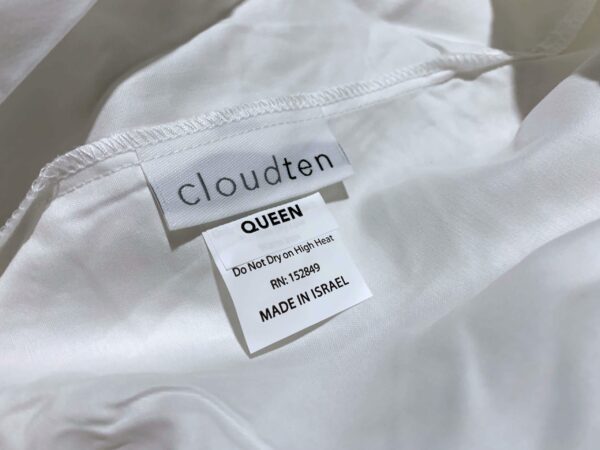 cloudten
QUEEN
Do Not Dry on High Heat
RN: 152849
MADE IN ISRAEL